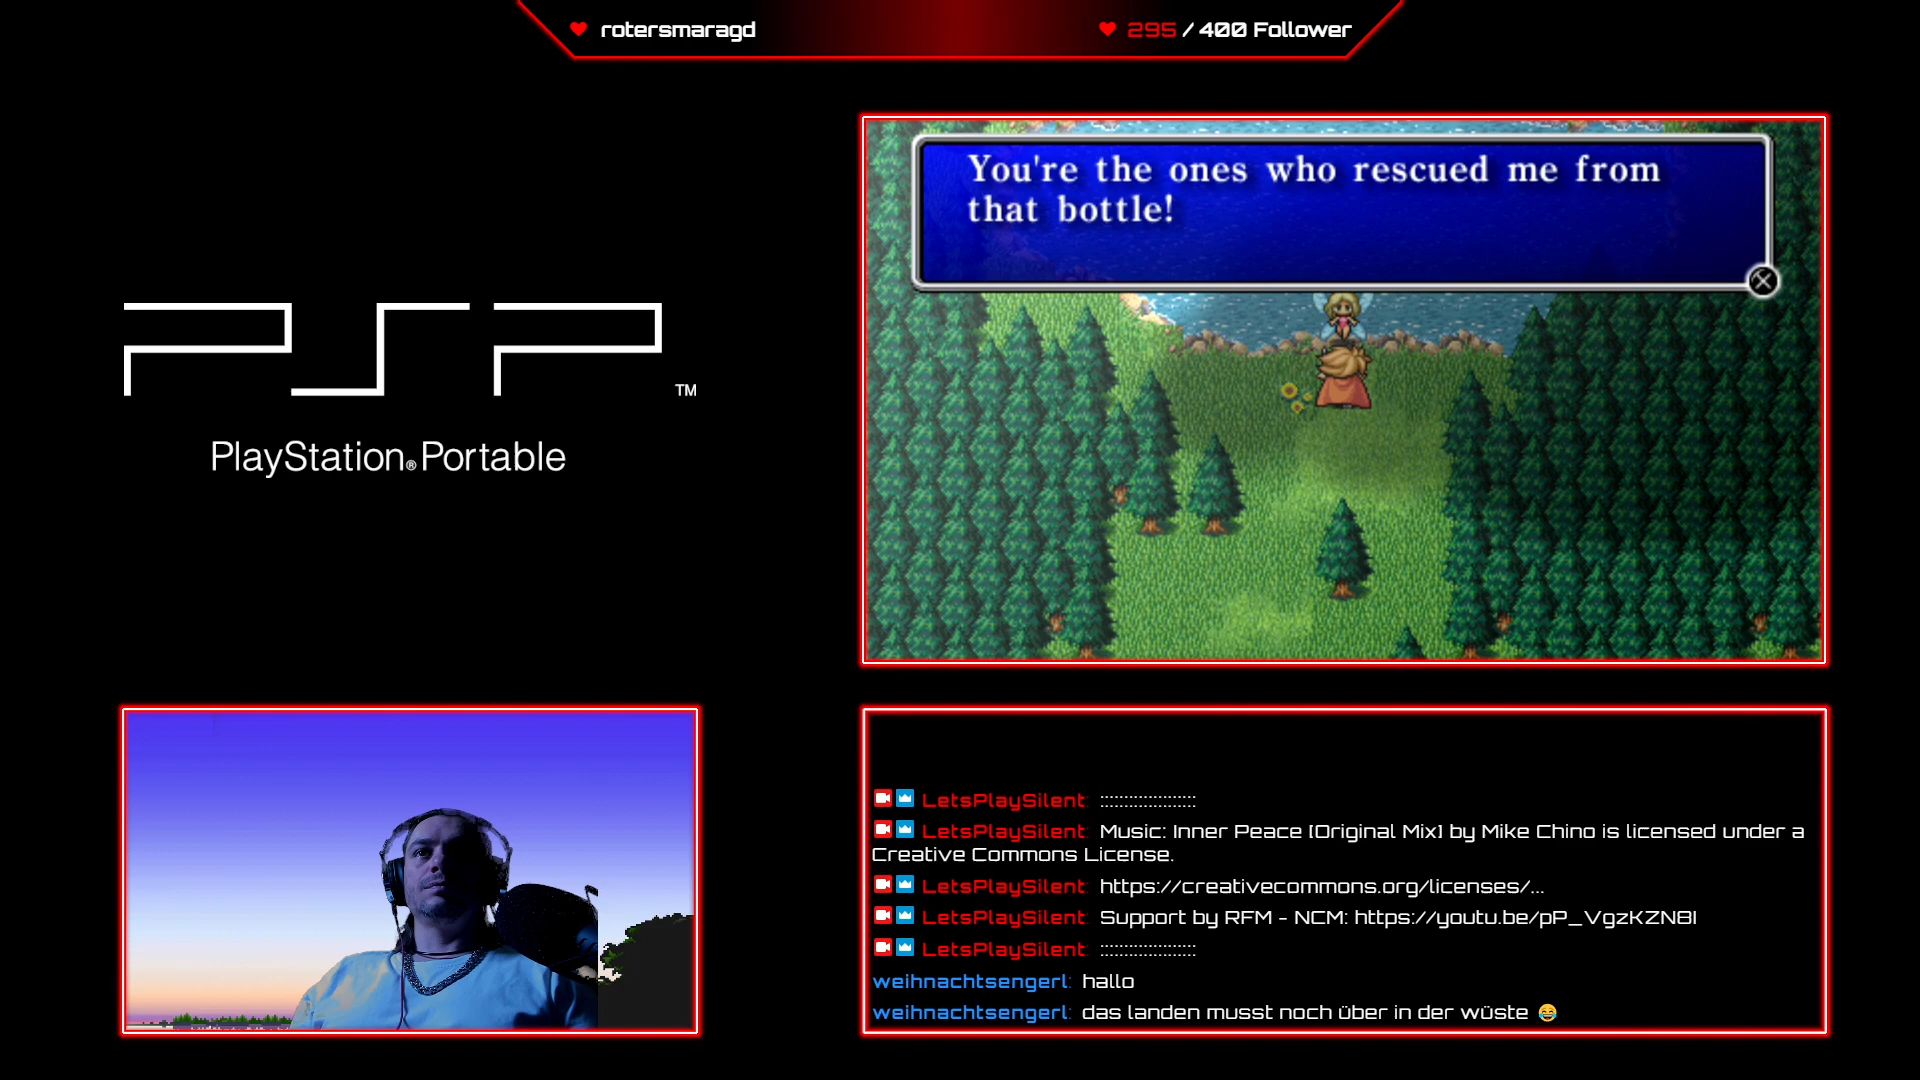 rotersmaragd
295 / 400 Follower
You're the ones who rescued me from
that bottle!
PSP
TM
PlayStation®Portable
LetsPlaySilent: ::::::::::::::::::::
LetsPlaySilent: Music: Inner Peace [Original Mix] by Mike Chino is licensed under a
Creative Commons License.
LetsPlaySilent: https://creativecommons.org/licenses/...
LetsPlaySilent: Support by RFM - NCM: https://youtu.be/pP_VgzKZN8I
LetsPlaySilent: ::::::::::::::::::::
weihnachtsengerl: hallo
weihnachtsengerl: das landen musst noch über in der wüste 😂